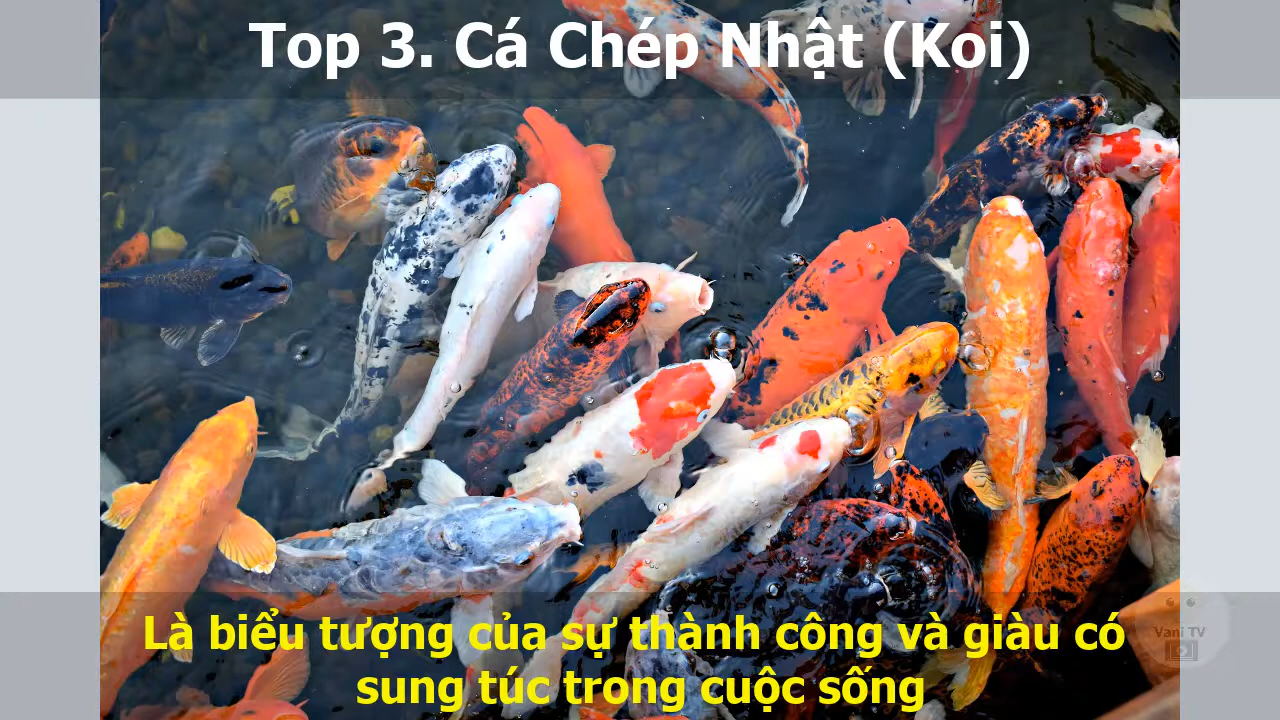 Top 3. Cá Chép Nhật (Koi)
Là biểu tượng của sự thành công và giàu có
sung túc trong cuộc sống
Vani TV